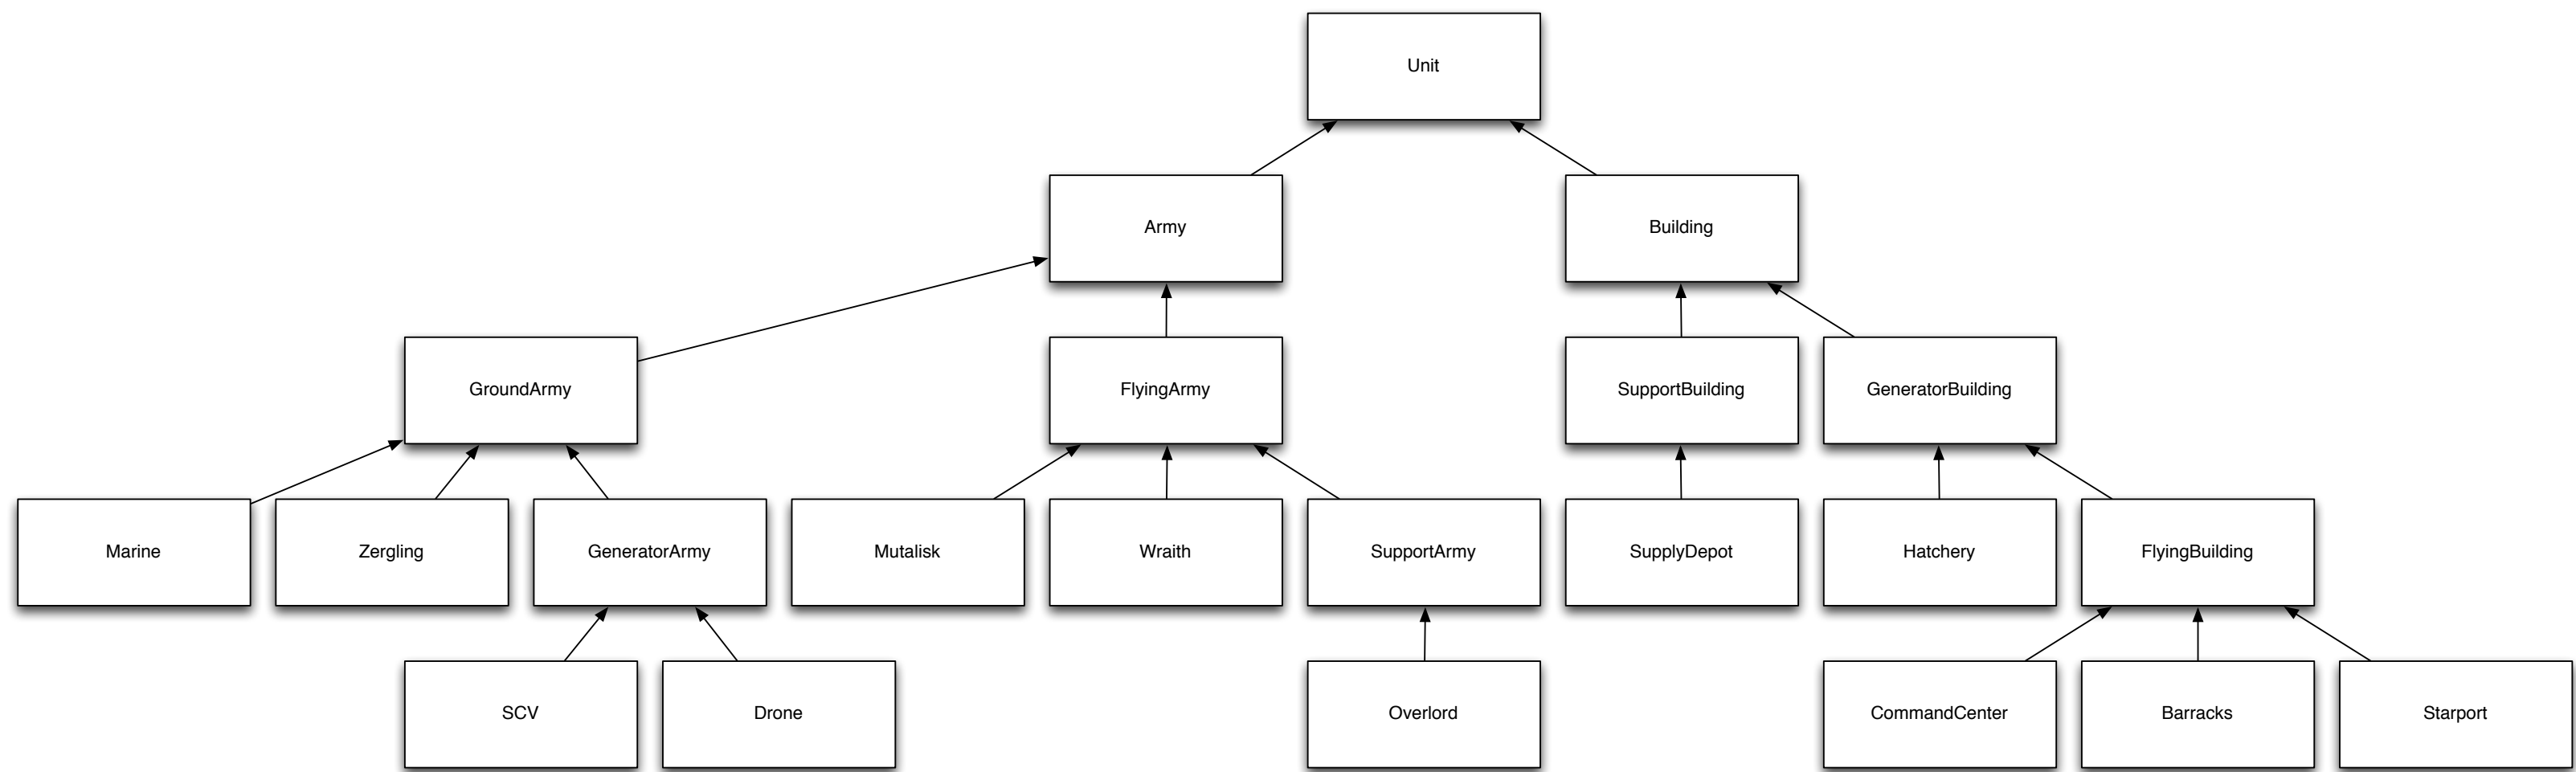 Unit
Army
Building
GroundArmy
FlyingArmy
SupportBuilding
GeneratorBuilding
Marine
Zergling
GeneratorArmy
Mutalisk
Wraith
SupportArmy
SupplyDepot
Hatchery
FlyingBuilding
SCV
Drone
Overlord
CommandCenter
Barracks
Starport